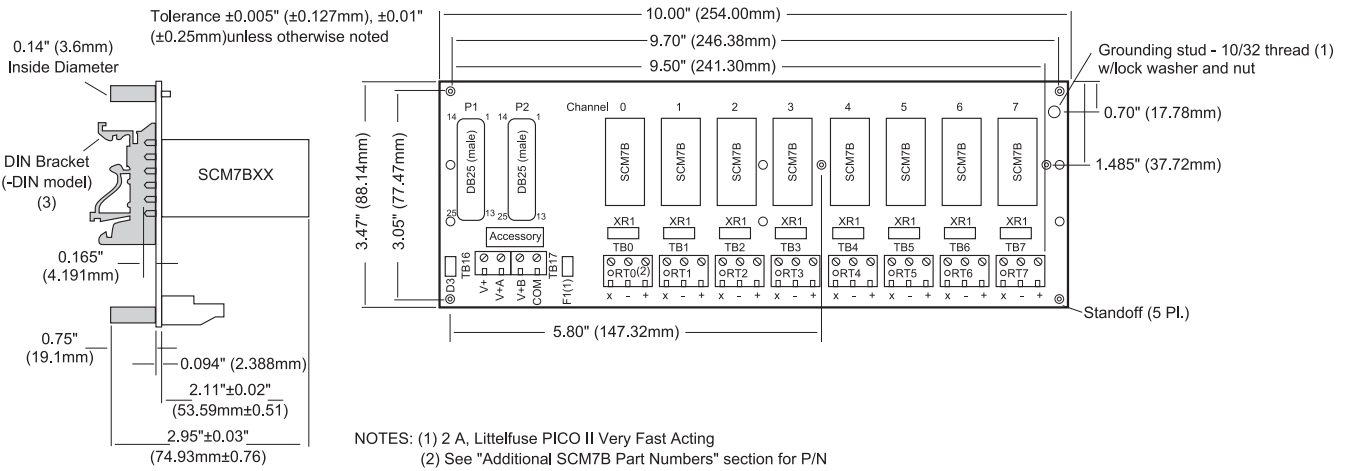 Tolerance ±0.005" (±0.127mm), ±0.01"
(±0.25mm)unless otherwise noted
0.14" (3.6mm)
Inside Diameter
DIN Bracket
(-DIN model)
(3)
SCM7BXX
0.165"
(4.191mm)
0.75"
(19.1mm)
0.094" (2.388mm)
2.11"±0.02"
(53.59mm±0.51)
2.95"±0.03"
(74.93mm±0.76)
10.00" (254.00mm)
9.70" (246.38mm)
9.50" (241.30mm)
Grounding stud - 10/32 thread (1)
w/lock washer and nut
0.70" (17.78mm)
1.485" (37.72mm)
3.47" (88.14mm)
3.05" (77.47mm)
P1 P2 Channel 0 1 2 3 4 5 6 7
14 1 14 1
DB25 (male) DB25 (male) SCM7B SCM7B SCM7B SCM7B SCM7B SCM7B SCM7B SCM7B
25 13 25 13
XR1 XR1 XR1 XR1 XR1 XR1 XR1 XR1
Accessory
TB0 TB1 TB2 TB3 TB4 TB5 TB6 TB7
D3 TB16 TB17 F1(1)
RT0(2) RT1 RT2 RT3 RT4 RT5 RT6 RT7
V+ V+A V+B COM
x - + x - + x - + x - + x - + x - + x - + x - +
Standoff (5 Pl.)
5.80" (147.32mm)
NOTES: (1) 2 A, Littelfuse PICO II Very Fast Acting
(2) See "Additional SCM7B Part Numbers" section for P/N